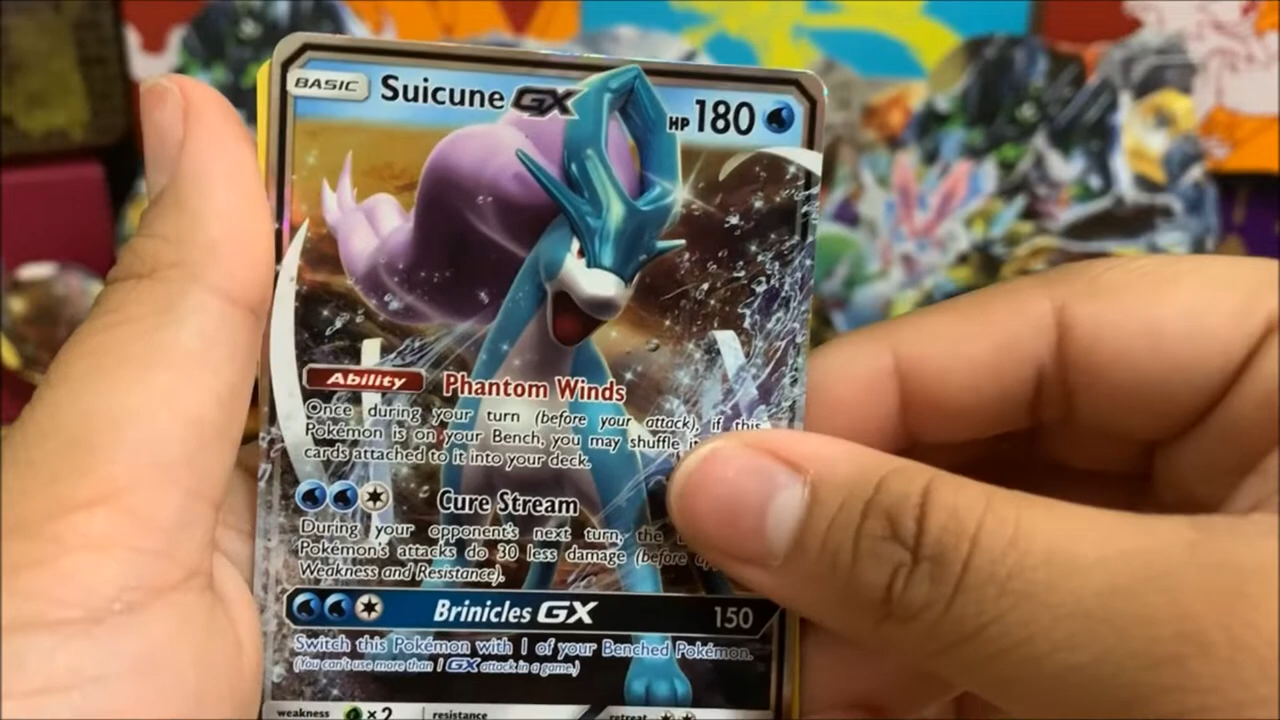 BASIC Suicune GX HP 180
Ability Phantom Winds
Once during your turn (before your attack), if this
Pokémon is on your Bench, you may shuffle
cards attached to it into your deck.
Cure Stream
During your opponent's next turn, the
Pokémon's attacks do 30 less damage (before
Weakness and Resistance).
Brinicles GX 150
Switch this Pokémon with 1 of your Benched Pokémon.
(You can't use more than 1 GX attack in a game.)
weakness ×2 resistance retreat